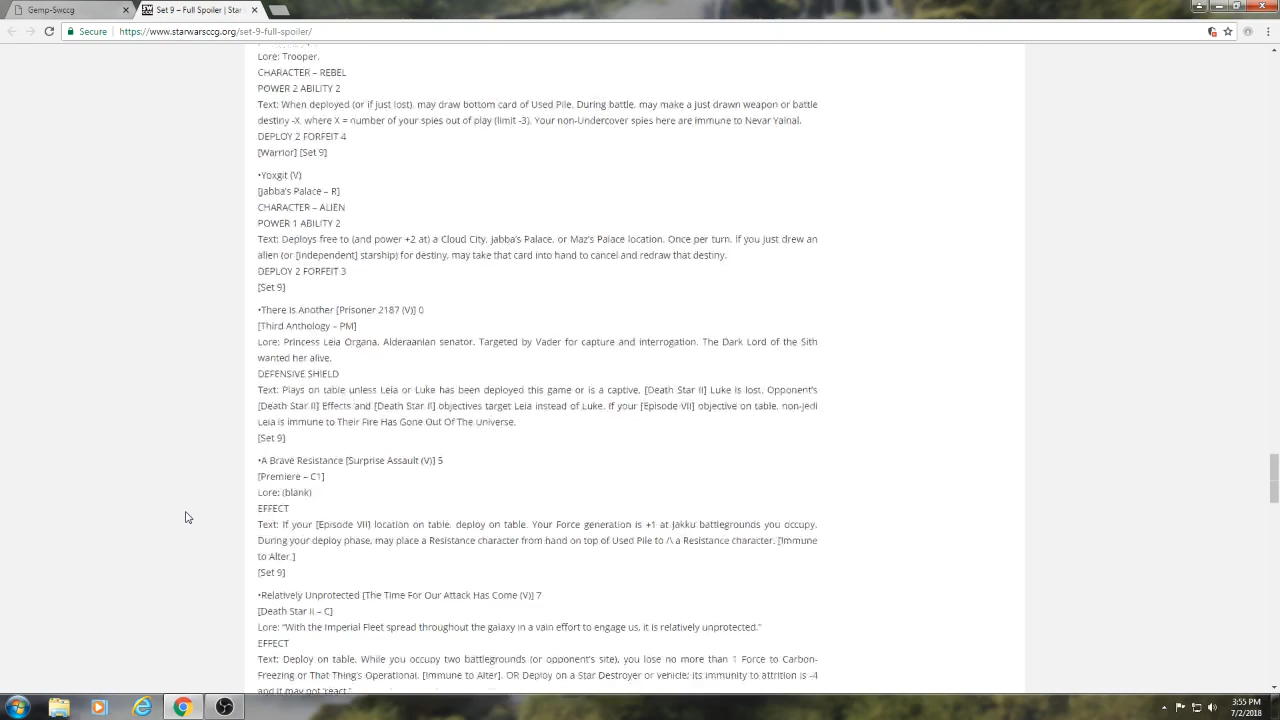 Gemp-Swccg
Set 9 – Full Spoiler | Star
Secure
https://www.starwarsccg.org/set-9-full-spoiler/
Lore: Trooper.
CHARACTER – REBEL
POWER 2 ABILITY 2
Text: When deployed (or if just lost), may draw bottom card of Used Pile. During battle, may make a just drawn weapon or battle
destiny -X, where X = number of your spies out of play (limit -3). Your non-Undercover spies here are immune to Nevar Yalnal.
DEPLOY 2 FORFEIT 4
[Warrior] [Set 9]
•Yoxgit (V)
[Jabba's Palace – R]
CHARACTER – ALIEN
POWER 1 ABILITY 2
Text: Deploys free to (and power +2 at) a Cloud City, Jabba's Palace, or Maz's Palace location. Once per turn, if you just drew an
alien (or [Independent] starship) for destiny, may take that card into hand to cancel and redraw that destiny.
DEPLOY 2 FORFEIT 3
[Set 9]
•There Is Another [Prisoner 2187 (V)] 0
[Third Anthology – PM]
Lore: Princess Leia Organa. Alderaanian senator. Targeted by Vader for capture and interrogation. The Dark Lord of the Sith
wanted her alive.
DEFENSIVE SHIELD
Text: Plays on table unless Leia or Luke has been deployed this game or is a captive. [Death Star II] Luke is lost. Opponent's
[Death Star II] Effects and [Death Star II] objectives target Leia instead of Luke. If your [Episode VII] objective on table, non-Jedi
Leia is immune to Their Fire Has Gone Out Of The Universe.
[Set 9]
•A Brave Resistance [Surprise Assault (V)] 5
[Premiere – C1]
Lore: (blank)
EFFECT
Text: If your [Episode VII] location on table, deploy on table. Your Force generation is +1 at Jakku battlegrounds you occupy.
During your deploy phase, may place a Resistance character from hand on top of Used Pile to /\ a Resistance character. [Immune
to Alter.]
[Set 9]
•Relatively Unprotected [The Time For Our Attack Has Come (V)] 7
[Death Star II – C]
Lore: “With the Imperial Fleet spread throughout the galaxy in a vain effort to engage us, it is relatively unprotected.”
EFFECT
Text: Deploy on table. While you occupy two battlegrounds (or opponent's site), you lose no more than 1 Force to Carbon-
Freezing or That Thing's Operational. [Immune to Alter]. OR Deploy on a Star Destroyer or vehicle; its immunity to attrition is -4
and it may not 'react.'
3:55 PM
7/2/2018